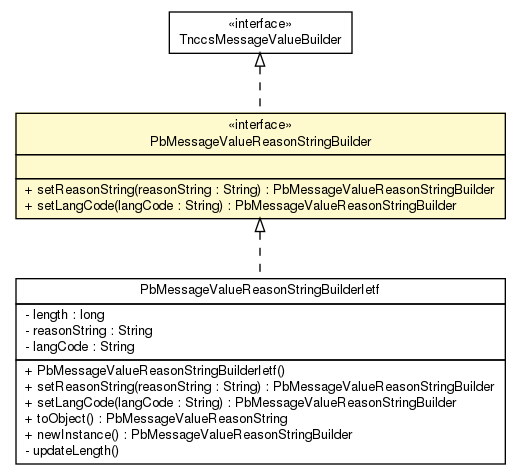 «interface»
TnccsMessageValueBuilder
«interface»
PbMessageValueReasonStringBuilder
+ setReasonString(reasonString : String) : PbMessageValueReasonStringBuilder
+ setLangCode(langCode : String) : PbMessageValueReasonStringBuilder
PbMessageValueReasonStringBuilderIetf
- length : long
- reasonString : String
- langCode : String
+ PbMessageValueReasonStringBuilderIetf()
+ setReasonString(reasonString : String) : PbMessageValueReasonStringBuilder
+ setLangCode(langCode : String) : PbMessageValueReasonStringBuilder
+ toObject() : PbMessageValueReasonString
+ newInstance() : PbMessageValueReasonStringBuilder
- updateLength()